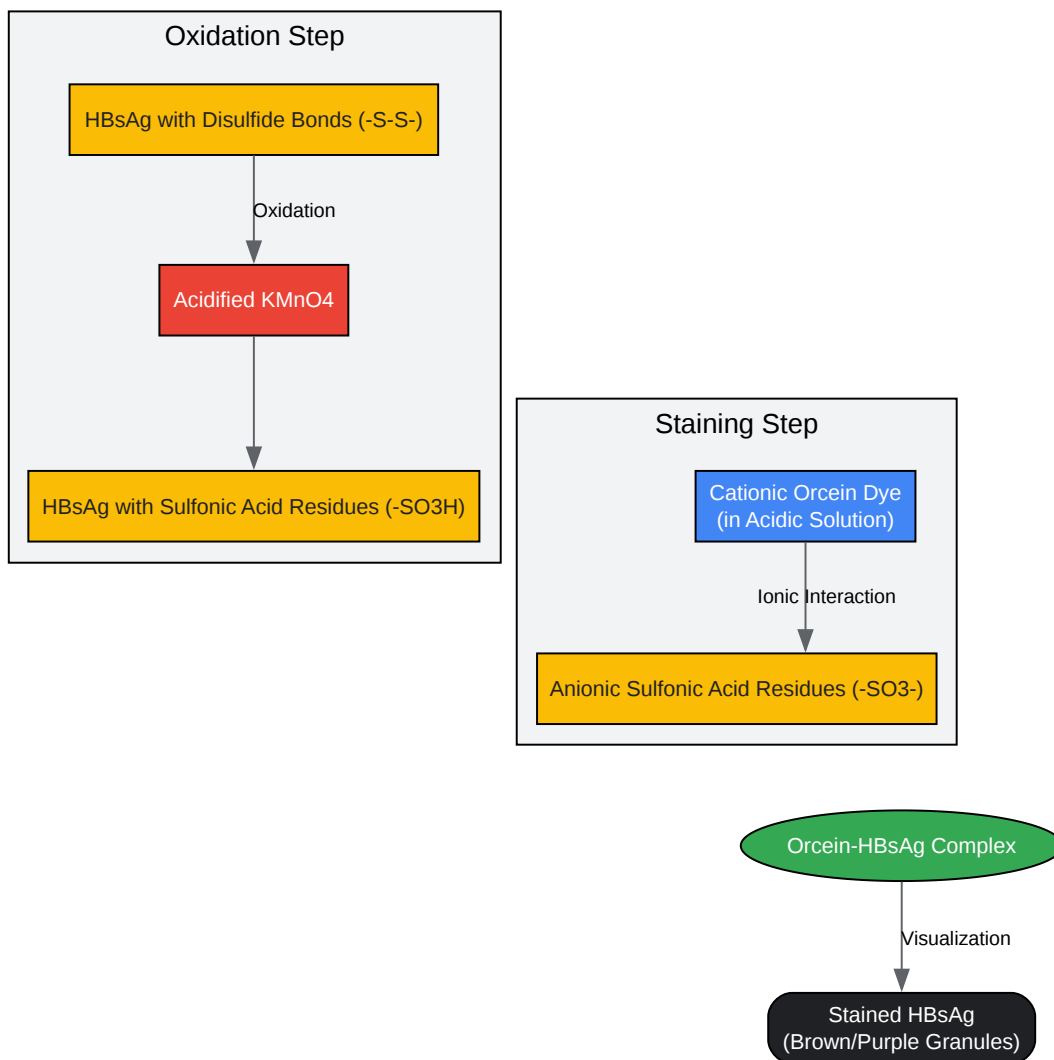 Oxidation Step
HBsAg with Disulfide Bonds (-S-S-)
Oxidation
Acidified KMnO4
HBsAg with Sulfonic Acid Residues (-SO3H)
Staining Step
Cationic Orcein Dye
(in Acidic Solution)
Ionic Interaction
Anionic Sulfonic Acid Residues (-SO3-)
Orcein-HBsAg Complex
Visualization
Stained HBsAg
(Brown/Purple Granules)